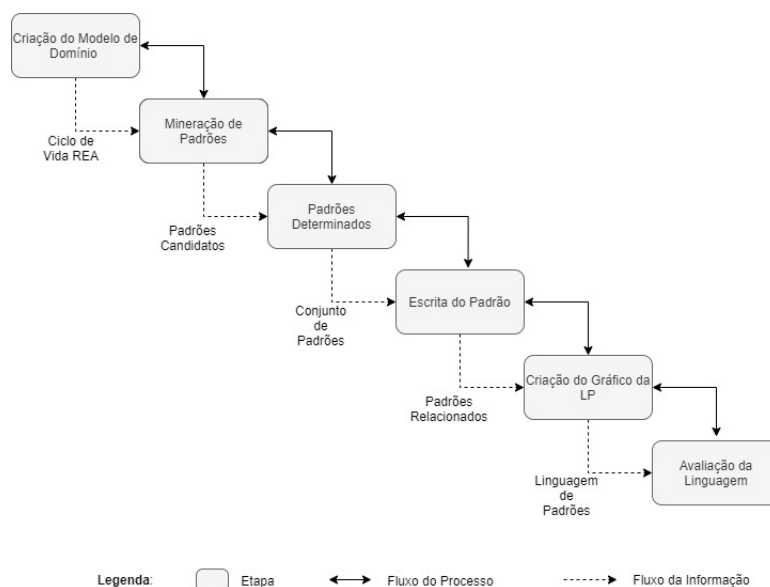 Criação do Modelo de
Domínio
Ciclo de
Vida REA
Mineração de
Padrões
Padrões
Candidatos
Padrões
Determinados
Conjunto
de
Padrões
Escrita do Padrão
Padrões
Relacionados
Criação do Gráfico da
LP
Linguagem
de
Padrões
Avaliação da
Linguagem
Legenda: Etapa Fluxo do Processo Fluxo da Informação